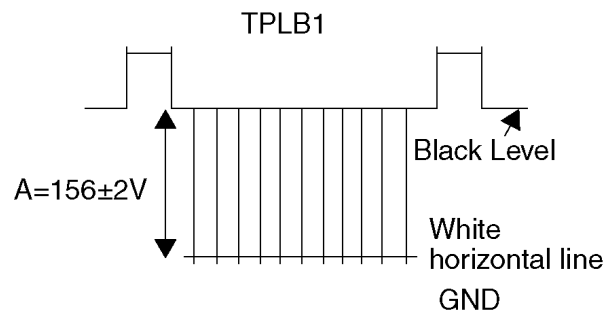 TPLB1
Black Level
A=156±2V
White
horizontal line
GND